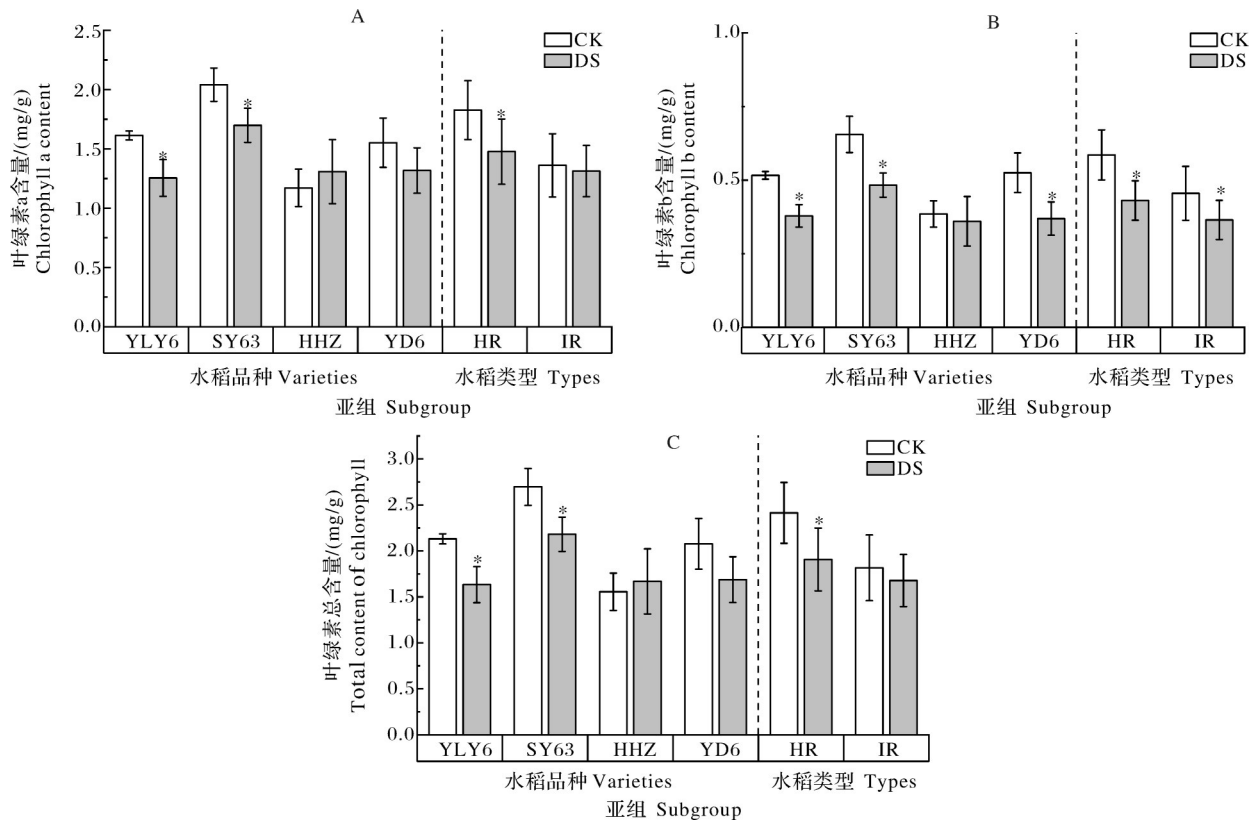 A
CK
DS
叶绿素a含量/(mg/g)
Chlorophyll a content
2.5
2.0
1.5
1.0
0.5
0.0
* * *
YLY6 SY63 HHZ YD6 HR IR
水稻品种 Varieties 水稻类型 Types
亚组 Subgroup
B
CK
DS
叶绿素b含量/(mg/g)
Chlorophyll b content
1.0
0.5
0.0
* * * * *
YLY6 SY63 HHZ YD6 HR IR
水稻品种 Varieties 水稻类型 Types
亚组 Subgroup
C
CK
DS
叶绿素总含量/(mg/g)
Total content of chlorophyll
3.0
2.5
2.0
1.5
1.0
0.5
0.0
* * *
YLY6 SY63 HHZ YD6 HR IR
水稻品种 Varieties 水稻类型 Types
亚组 Subgroup